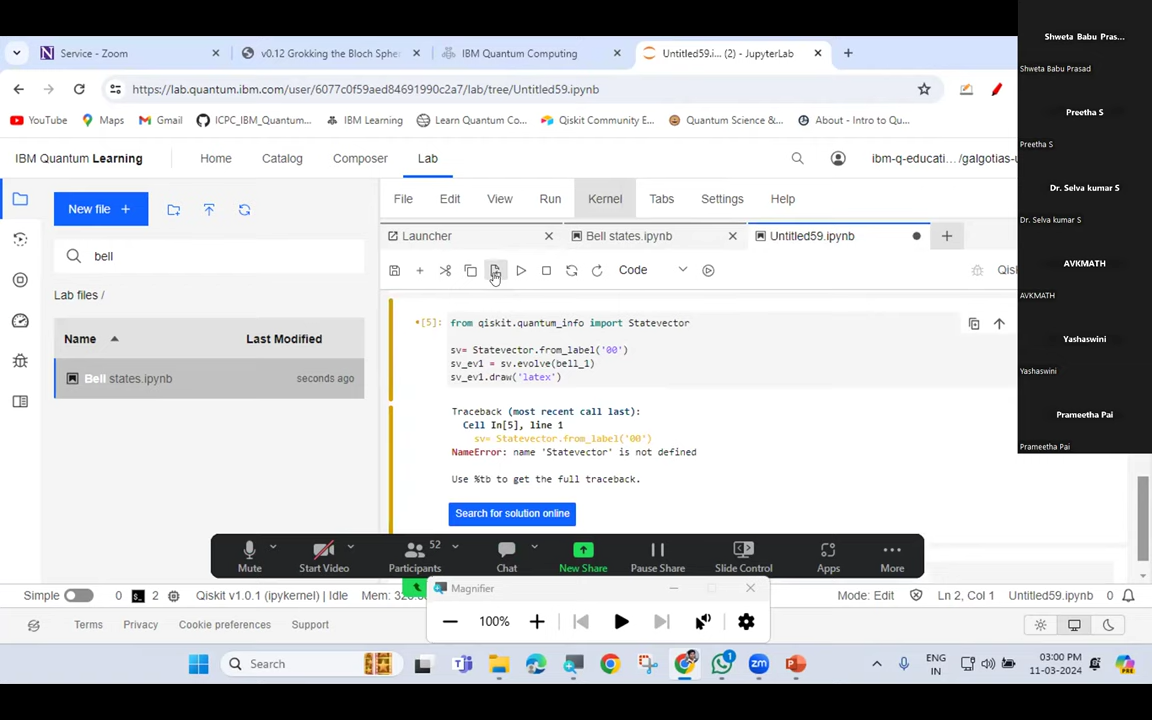 Service - Zoom
v0.12 Grokking the Bloch Spher
IBM Quantum Computing
Untitled59.i... (2) - JupyterLab
https://lab.quantum.ibm.com/user/6077c0f59aed84691990c2a7/lab/tree/Untitled59.ipynb
YouTube
Maps
Gmail
ICPC_IBM_Quantum...
IBM Learning
Learn Quantum Co...
Qiskit Community E...
Quantum Science &...
About - Intro to Qu...
IBM Quantum Learning
Home
Catalog
Composer
Lab
ibm-q-educati... /galgotias-u
New file +
File
Edit
View
Run
Kernel
Tabs
Settings
Help
Launcher
Bell states.ipynb
Untitled59.ipynb
bell
Code
Qis
Lab files /
Name
Last Modified
Bell states.ipynb
seconds ago
[5]: from qiskit.quantum_info import Statevector
sv= Statevector.from_label('00')
sv_ev1 = sv.evolve(bell_1)
sv_ev1.draw('latex')
Traceback (most recent call last):
Cell In[5], line 1
sv= Statevector.from_label('00')
NameError: name 'Statevector' is not defined
Use %tb to get the full traceback.
Search for solution online
Shweta Babu Pras...
Shweta Babu Prasad
Preetha S
Preetha S
Dr. Selva kumar S
Dr. Selva kumar S
AVKMATH
AVKMATH
Yashaswini
Yashaswini
Prameetha Pai
Prameetha Pai
Mute
Start Video
52
Participants
Chat
New Share
Pause Share
Slide Control
Apps
More
Magnifier
100%
Simple
0
2
Qiskit v1.0.1 (ipykernel) | Idle
Mode: Edit
Ln 2, Col 1
Untitled59.ipynb
0
Terms
Privacy
Cookie preferences
Support
Search
1
zm
ENG
IN
03:00 PM
11-03-2024
PRE